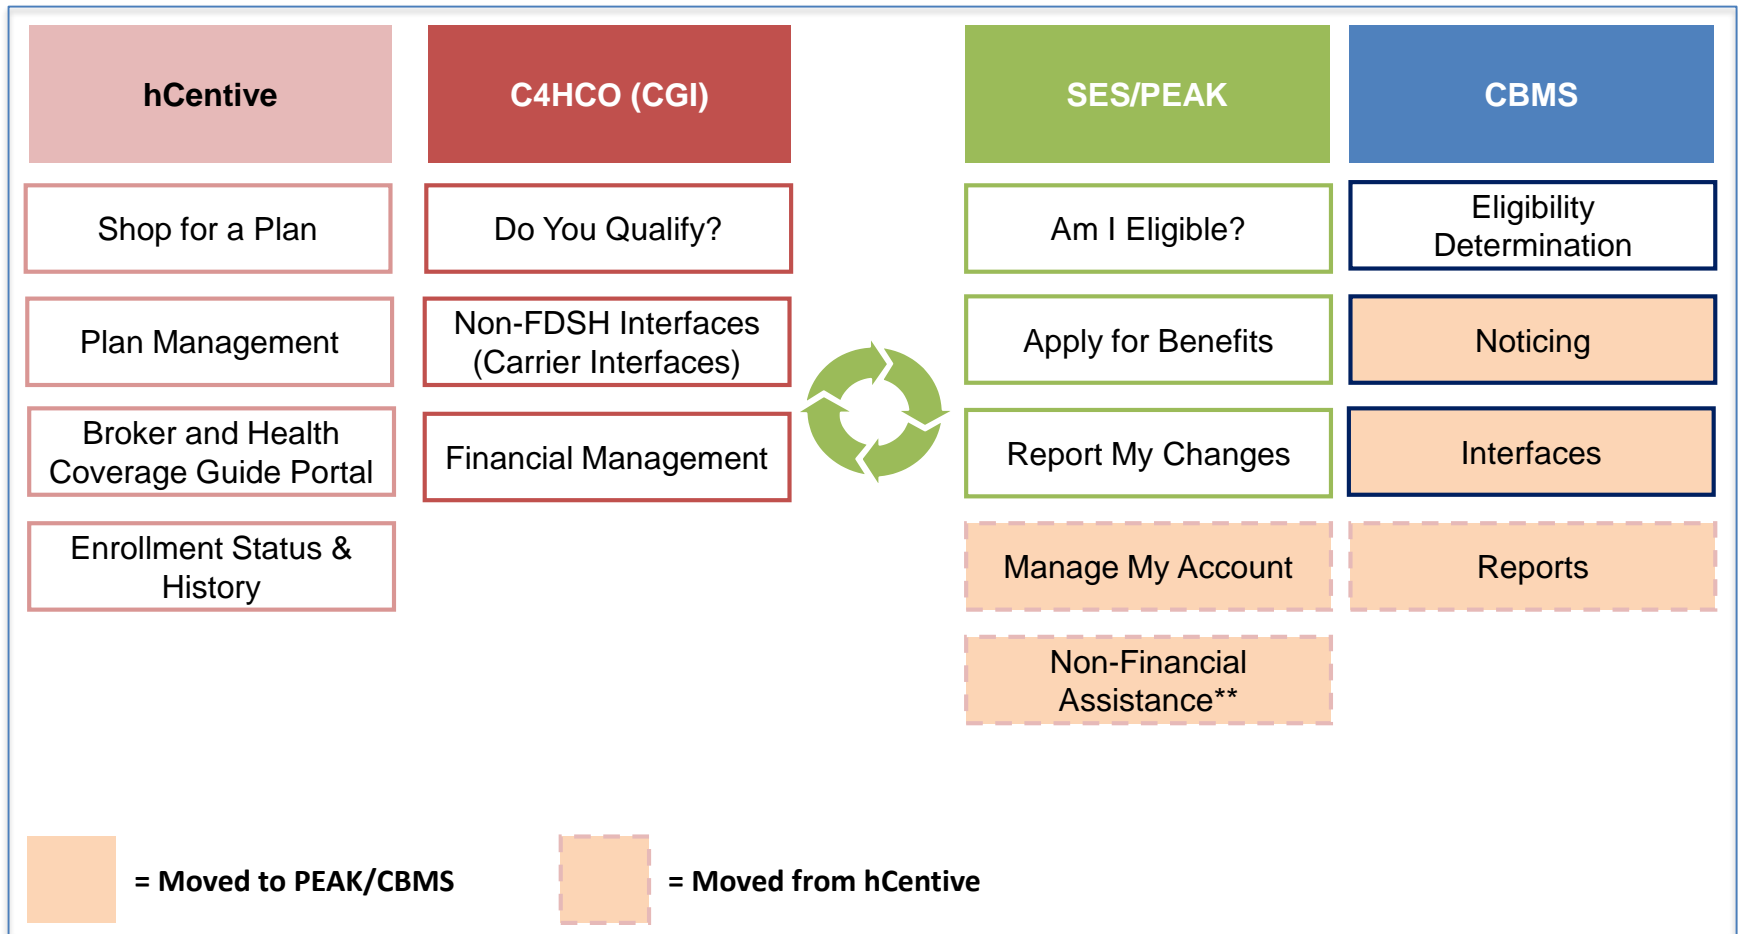 hCentive
C4HCO (CGI)
SES/PEAK
CBMS
Shop for a Plan
Do You Qualify?
Am I Eligible?
Eligibility
Determination
Plan Management
Non-FDSH Interfaces
(Carrier Interfaces)
Apply for Benefits
Noticing
Broker and Health
Coverage Guide Portal
Financial Management
Report My Changes
Interfaces
Enrollment Status &
History
Manage My Account
Reports
Non-Financial
Assistance**
= Moved to PEAK/CBMS
= Moved from hCentive